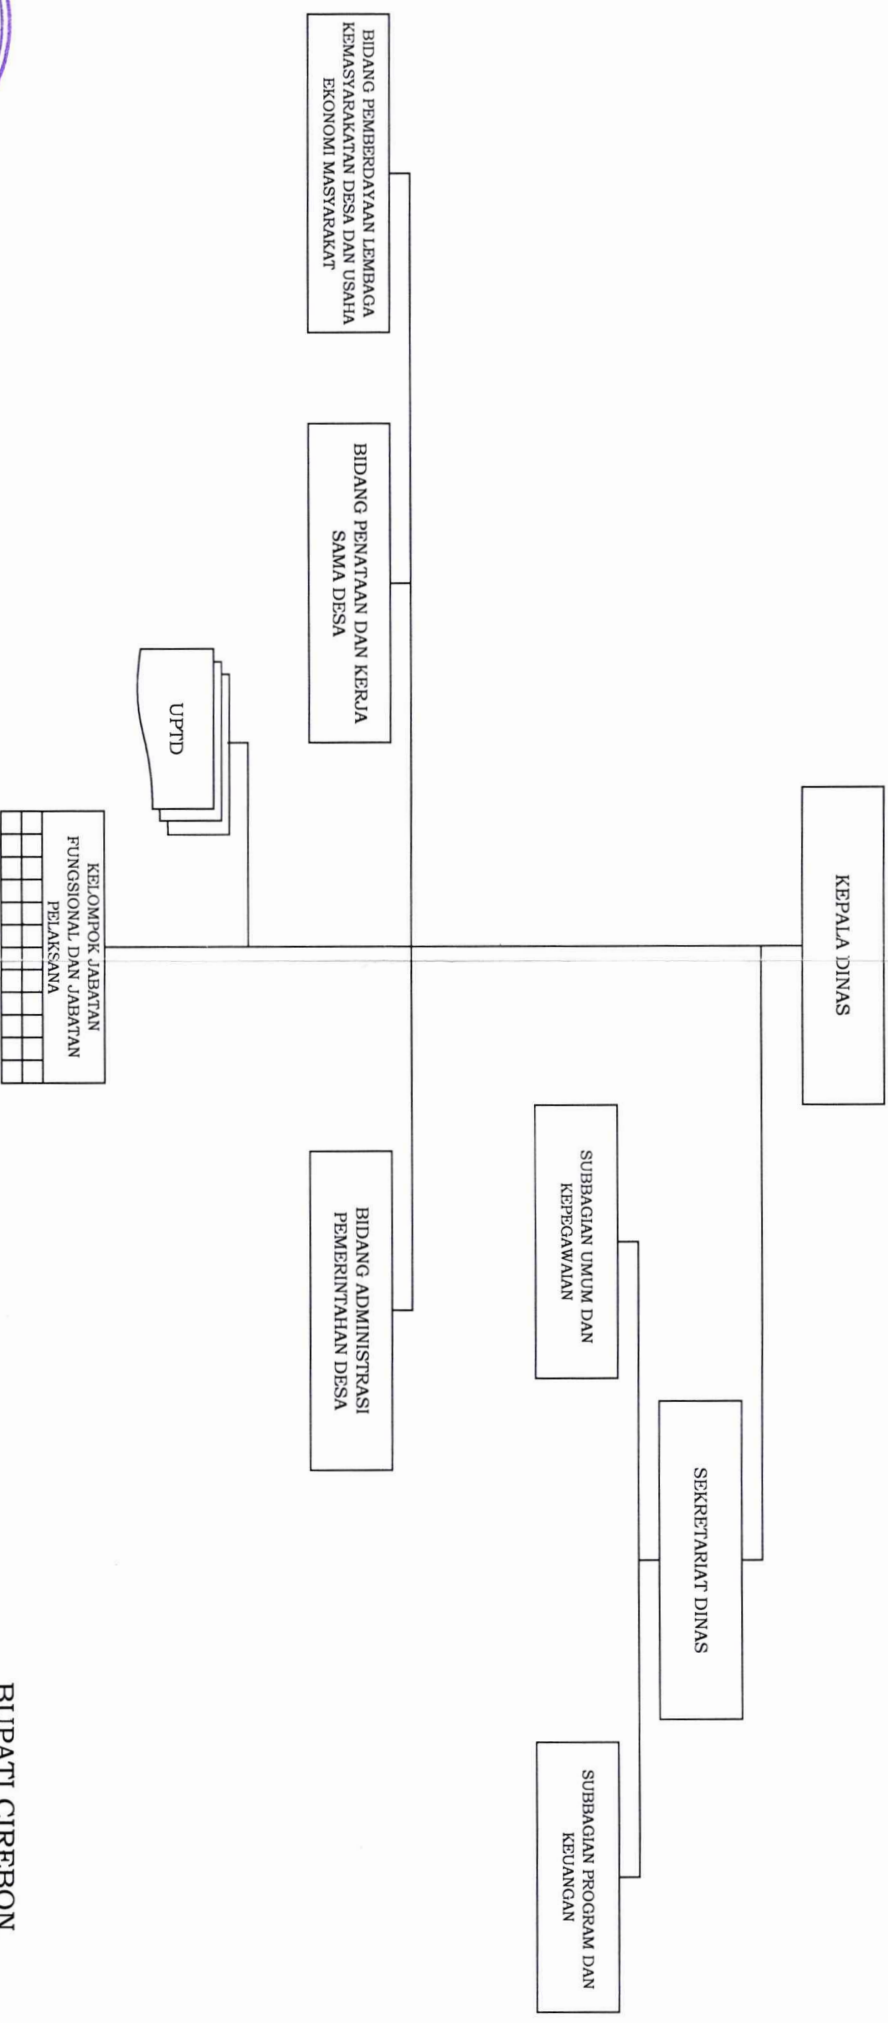 KEPALA DINAS
SEKRETARIAT DINAS
SUBBAGIAN UMUM DAN
KEPEGAWAIAN
SUBBAGIAN PROGRAM DAN
KEUANGAN
BIDANG PEMBERDAYAAN LEMBAGA
KEMASYARAKATAN DESA DAN USAHA
EKONOMI MASYARAKAT
BIDANG PENATAAN DAN KERJA
SAMA DESA
BIDANG ADMINISTRASI
PEMERINTAHAN DESA
UPTD
KELOMPOK JABATAN
FUNGSIONAL DAN JABATAN
PELAKSANA
BUPATI CIREBON